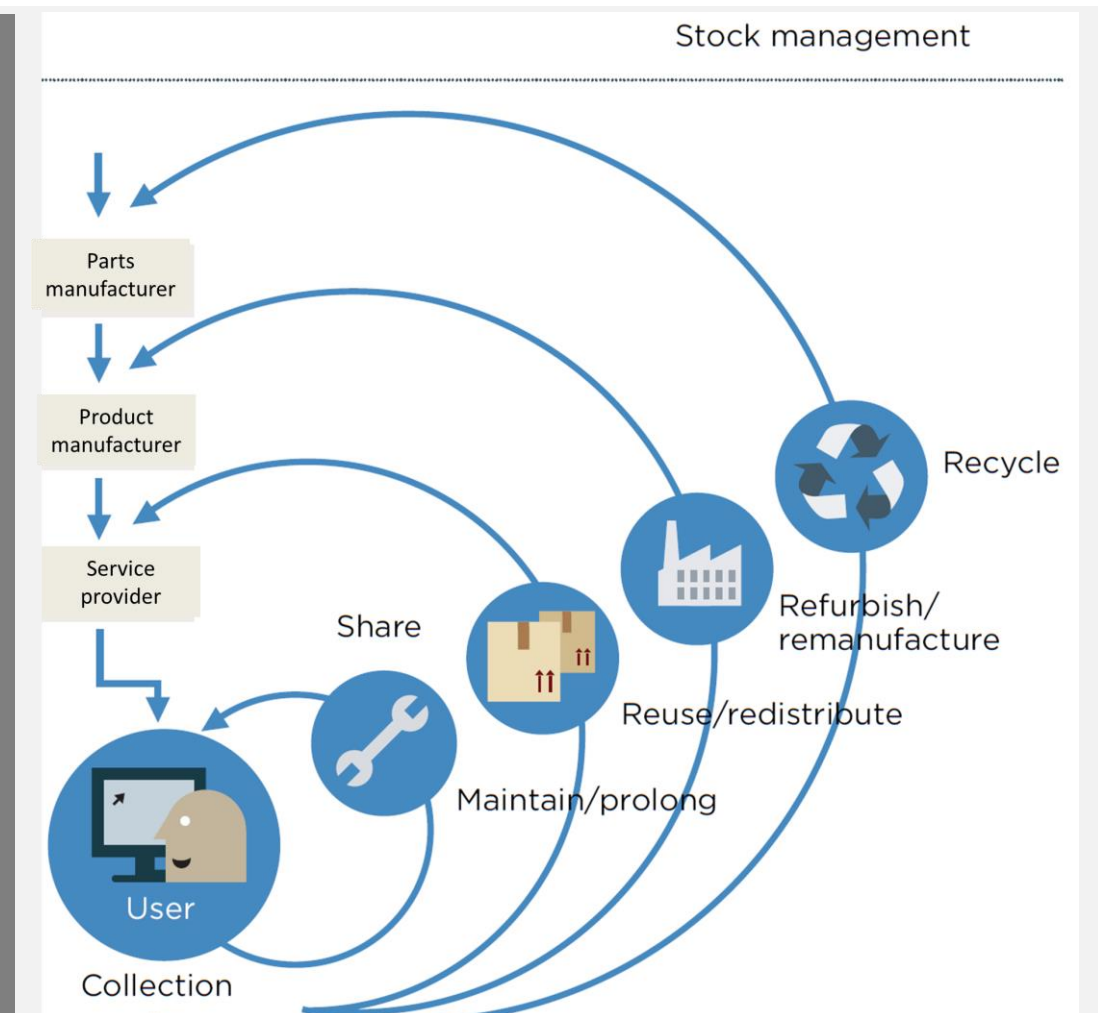 Stock management
Parts
manufacturer
Product
manufacturer
Service
provider
Share
Recycle
Refurbish/
remanufacture
Reuse/redistribute
Maintain/prolong
User
Collection